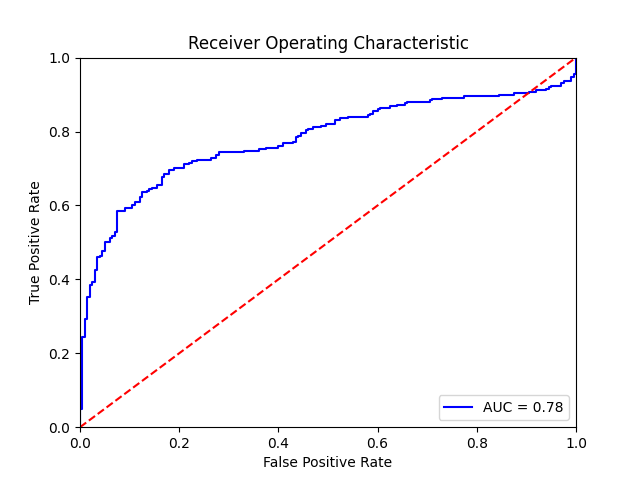 Receiver Operating Characteristic
True Positive Rate
1.0
0.8
0.6
0.4
0.2
0.0
AUC = 0.78
0.0 0.2 0.4 0.6 0.8 1.0
False Positive Rate